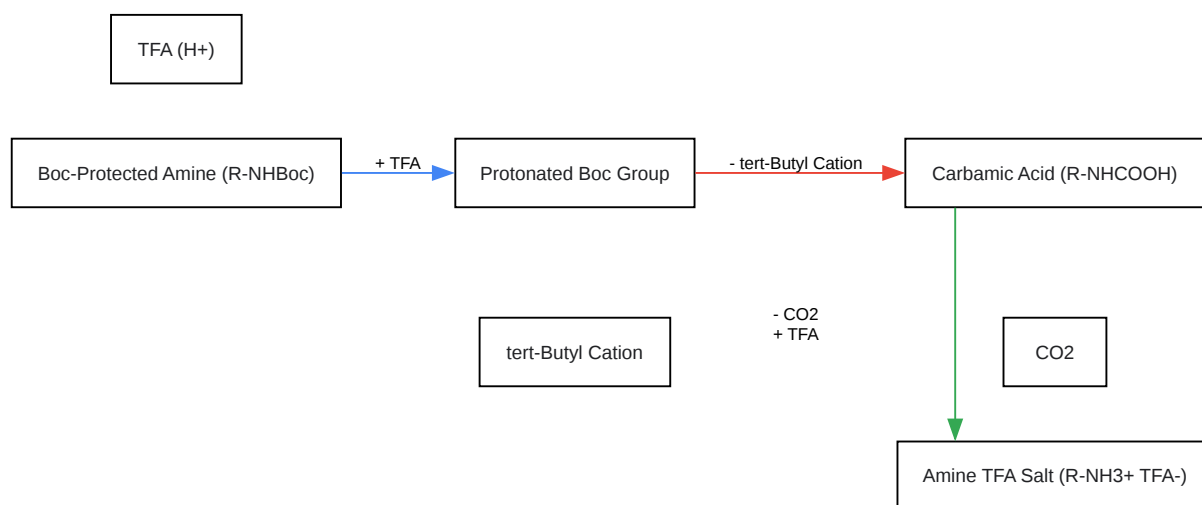 TFA (H+)
Boc-Protected Amine (R-NHBoc)
+ TFA
Protonated Boc Group
- tert-Butyl Cation
Carbamic Acid (R-NHCOOH)
- CO2
+ TFA
tert-Butyl Cation
CO2
Amine TFA Salt (R-NH3+ TFA-)